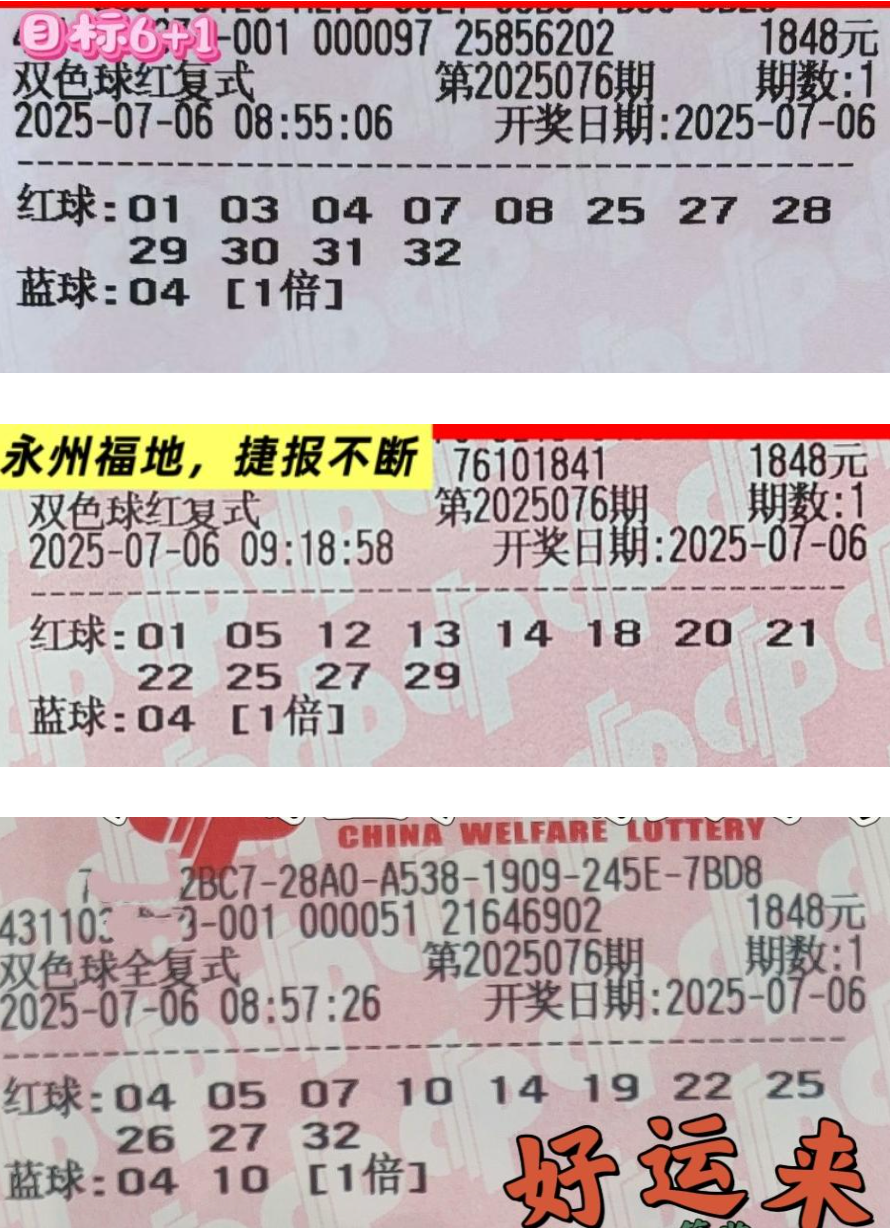 目标6+1
-001 000097 25856202 1848元
双色球红复式 第2025076期 期数:1
2025-07-06 08:55:06 开奖日期:2025-07-06
红球:01 03 04 07 08 25 27 28
29 30 31 32
蓝球:04 [1倍]
永州福地，捷报不断
76101841 1848元
双色球红复式 第2025076期 期数:1
2025-07-06 09:18:58 开奖日期:2025-07-06
红球:01 05 12 13 14 18 20 21
22 25 27 29
蓝球:04 [1倍]
CHINA WELFARE LOTTERY
2BC7-28A0-A538-1909-245E-7BD8
431103 -001 000051 21646902 1848元
双色球全复式 第2025076期 期数:1
2025-07-06 08:57:26 开奖日期:2025-07-06
红球:04 05 07 10 14 19 22 25
26 27 32
蓝球:04 10 [1倍]
好运来